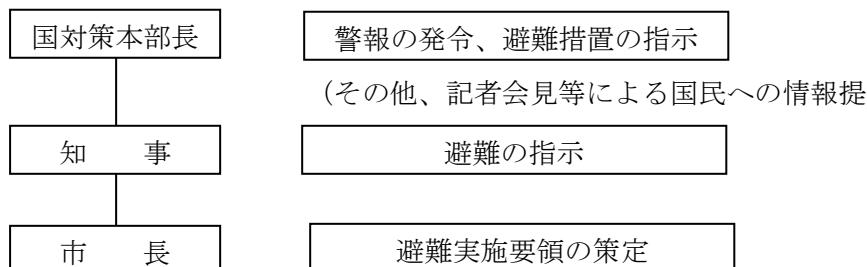 国対策本部長 警報の発令、避難措置の指示
(その他、記者会見等による国民への情報提
知　　事 避難の指示
市　　長 避難実施要領の策定